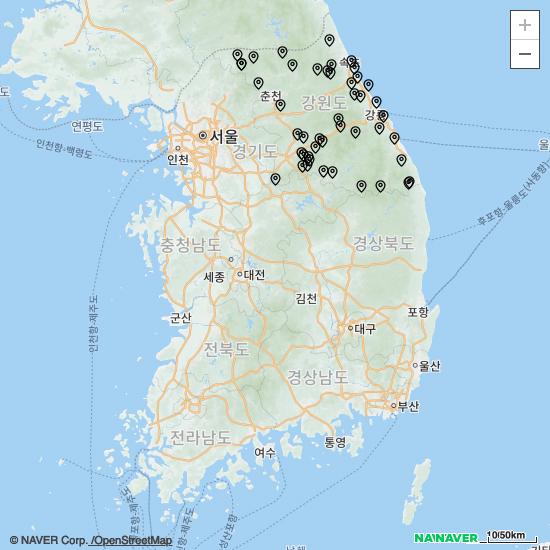 속초
춘천
강원도
강릉
연평도
서울
인천항-백령도
인천
경기도
울
후포항-울릉도(사동항)
충청남도
경상북도
세종
대전
인천항-제주도
김천
군산
포항
대구
전북도
울산
경상남도
부산
전라남도
통영
여수
© NAVER Corp. /OpenStreetMap
NAVER
10/50km